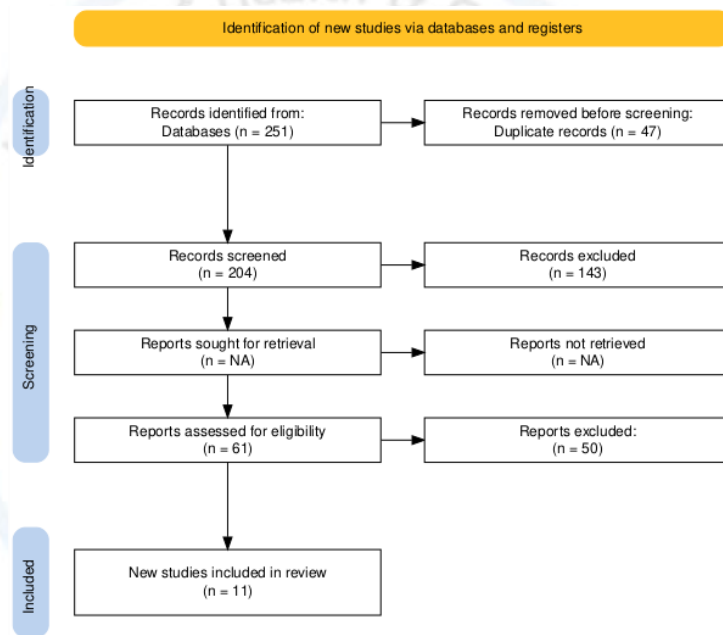 Identification of new studies via databases and registers
Identification
Records identified from:
Databases (n = 251)
Records removed before screening:
Duplicate records (n = 47)
Screening
Records screened
(n = 204)
Records excluded
(n = 143)
Reports sought for retrieval
(n = NA)
Reports not retrieved
(n = NA)
Reports assessed for eligibility
(n = 61)
Reports excluded:
(n = 50)
Included
New studies included in review
(n = 11)